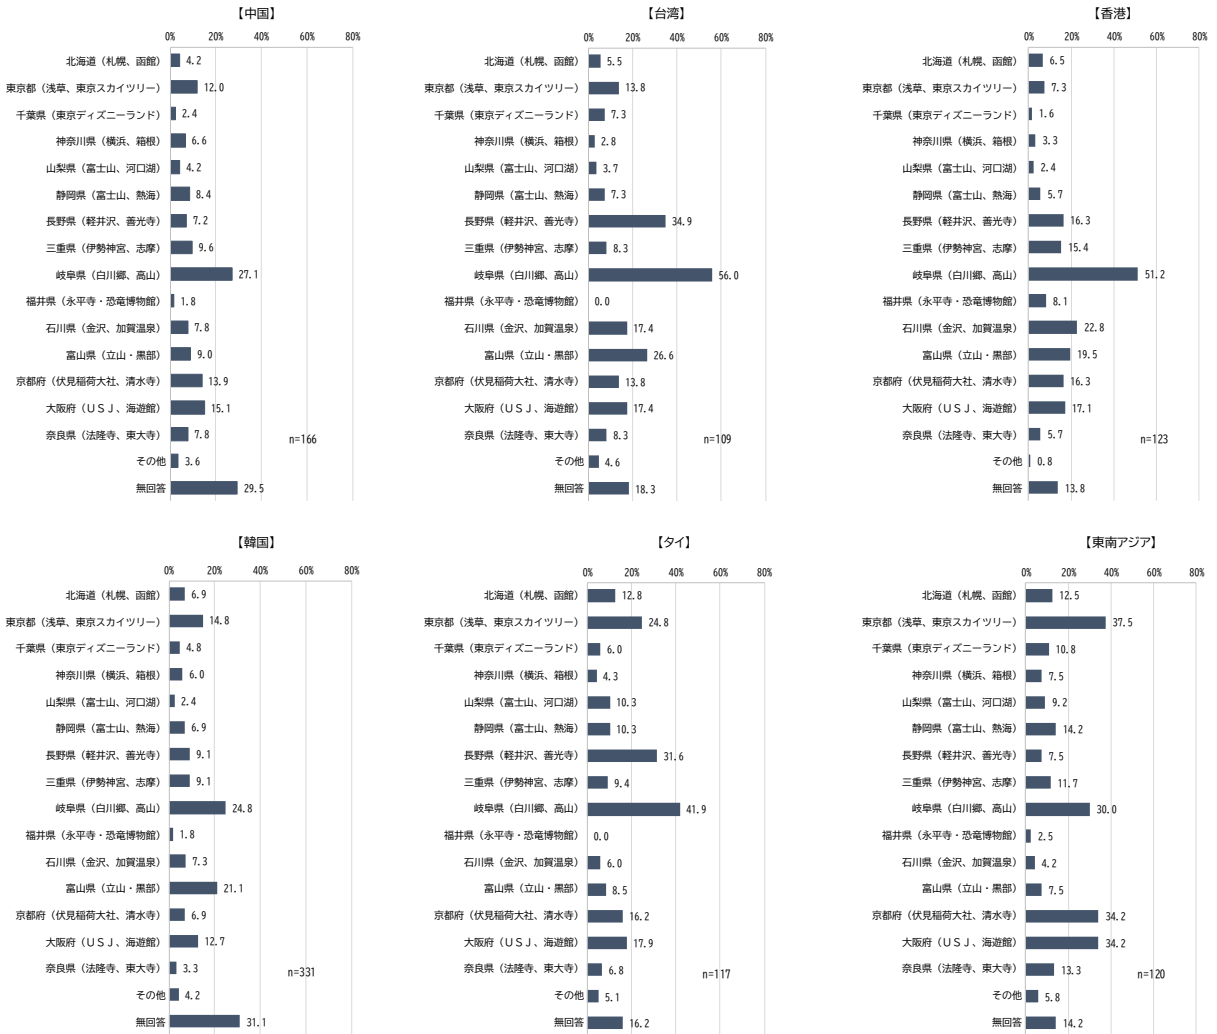 【中国】
0% 20% 40% 60% 80%
北海道（札幌、函館） 4.2
東京都（浅草、東京スカイツリー） 12.0
千葉県（東京ディズニーランド） 2.4
神奈川県（横浜、箱根） 6.6
山梨県（富士山、河口湖） 4.2
静岡県（富士山、熱海） 8.4
長野県（軽井沢、善光寺） 7.2
三重県（伊勢神宮、志摩） 9.6
岐阜県（白川郷、高山） 27.1
福井県（永平寺・恐竜博物館） 1.8
石川県（金沢、加賀温泉） 7.8
富山県（立山・黒部） 9.0
京都府（伏見稲荷大社、清水寺） 13.9
大阪府（ＵＳＪ、海遊館） 15.1
奈良県（法隆寺、東大寺） 7.8
n=166
その他 3.6
無回答 29.5
【台湾】
0% 20% 40% 60% 80%
北海道（札幌、函館） 5.5
東京都（浅草、東京スカイツリー） 13.8
千葉県（東京ディズニーランド） 7.3
神奈川県（横浜、箱根） 2.8
山梨県（富士山、河口湖） 3.7
静岡県（富士山、熱海） 7.3
長野県（軽井沢、善光寺） 34.9
三重県（伊勢神宮、志摩） 8.3
岐阜県（白川郷、高山） 56.0
福井県（永平寺・恐竜博物館） 0.0
石川県（金沢、加賀温泉） 17.4
富山県（立山・黒部） 26.6
京都府（伏見稲荷大社、清水寺） 13.8
大阪府（ＵＳＪ、海遊館） 17.4
奈良県（法隆寺、東大寺） 8.3
n=109
その他 4.6
無回答 18.3
【香港】
0% 20% 40% 60% 80%
北海道（札幌、函館） 6.5
東京都（浅草、東京スカイツリー） 7.3
千葉県（東京ディズニーランド） 1.6
神奈川県（横浜、箱根） 3.3
山梨県（富士山、河口湖） 2.4
静岡県（富士山、熱海） 5.7
長野県（軽井沢、善光寺） 16.3
三重県（伊勢神宮、志摩） 15.4
岐阜県（白川郷、高山） 51.2
福井県（永平寺・恐竜博物館） 8.1
石川県（金沢、加賀温泉） 22.8
富山県（立山・黒部） 19.5
京都府（伏見稲荷大社、清水寺） 16.3
大阪府（ＵＳＪ、海遊館） 17.1
奈良県（法隆寺、東大寺） 5.7
n=123
その他 0.8
無回答 13.8
【韓国】
0% 20% 40% 60% 80%
北海道（札幌、函館） 6.9
東京都（浅草、東京スカイツリー） 14.8
千葉県（東京ディズニーランド） 4.8
神奈川県（横浜、箱根） 6.0
山梨県（富士山、河口湖） 2.4
静岡県（富士山、熱海） 6.9
長野県（軽井沢、善光寺） 9.1
三重県（伊勢神宮、志摩） 9.1
岐阜県（白川郷、高山） 24.8
福井県（永平寺・恐竜博物館） 1.8
石川県（金沢、加賀温泉） 7.3
富山県（立山・黒部） 21.1
京都府（伏見稲荷大社、清水寺） 6.9
大阪府（ＵＳＪ、海遊館） 12.7
奈良県（法隆寺、東大寺） 3.3
n=331
その他 4.2
無回答 31.1
【タイ】
0% 20% 40% 60% 80%
北海道（札幌、函館） 12.8
東京都（浅草、東京スカイツリー） 24.8
千葉県（東京ディズニーランド） 6.0
神奈川県（横浜、箱根） 4.3
山梨県（富士山、河口湖） 10.3
静岡県（富士山、熱海） 10.3
長野県（軽井沢、善光寺） 31.6
三重県（伊勢神宮、志摩） 9.4
岐阜県（白川郷、高山） 41.9
福井県（永平寺・恐竜博物館） 0.0
石川県（金沢、加賀温泉） 6.0
富山県（立山・黒部） 8.5
京都府（伏見稲荷大社、清水寺） 16.2
大阪府（ＵＳＪ、海遊館） 17.9
奈良県（法隆寺、東大寺） 6.8
n=117
その他 5.1
無回答 16.2
【東南アジア】
0% 20% 40% 60% 80%
北海道（札幌、函館） 12.5
東京都（浅草、東京スカイツリー） 37.5
千葉県（東京ディズニーランド） 10.8
神奈川県（横浜、箱根） 7.5
山梨県（富士山、河口湖） 9.2
静岡県（富士山、熱海） 14.2
長野県（軽井沢、善光寺） 7.5
三重県（伊勢神宮、志摩） 11.7
岐阜県（白川郷、高山） 30.0
福井県（永平寺・恐竜博物館） 2.5
石川県（金沢、加賀温泉） 4.2
富山県（立山・黒部） 7.5
京都府（伏見稲荷大社、清水寺） 34.2
大阪府（ＵＳＪ、海遊館） 34.2
奈良県（法隆寺、東大寺） 13.3
n=120
その他 5.8
無回答 14.2